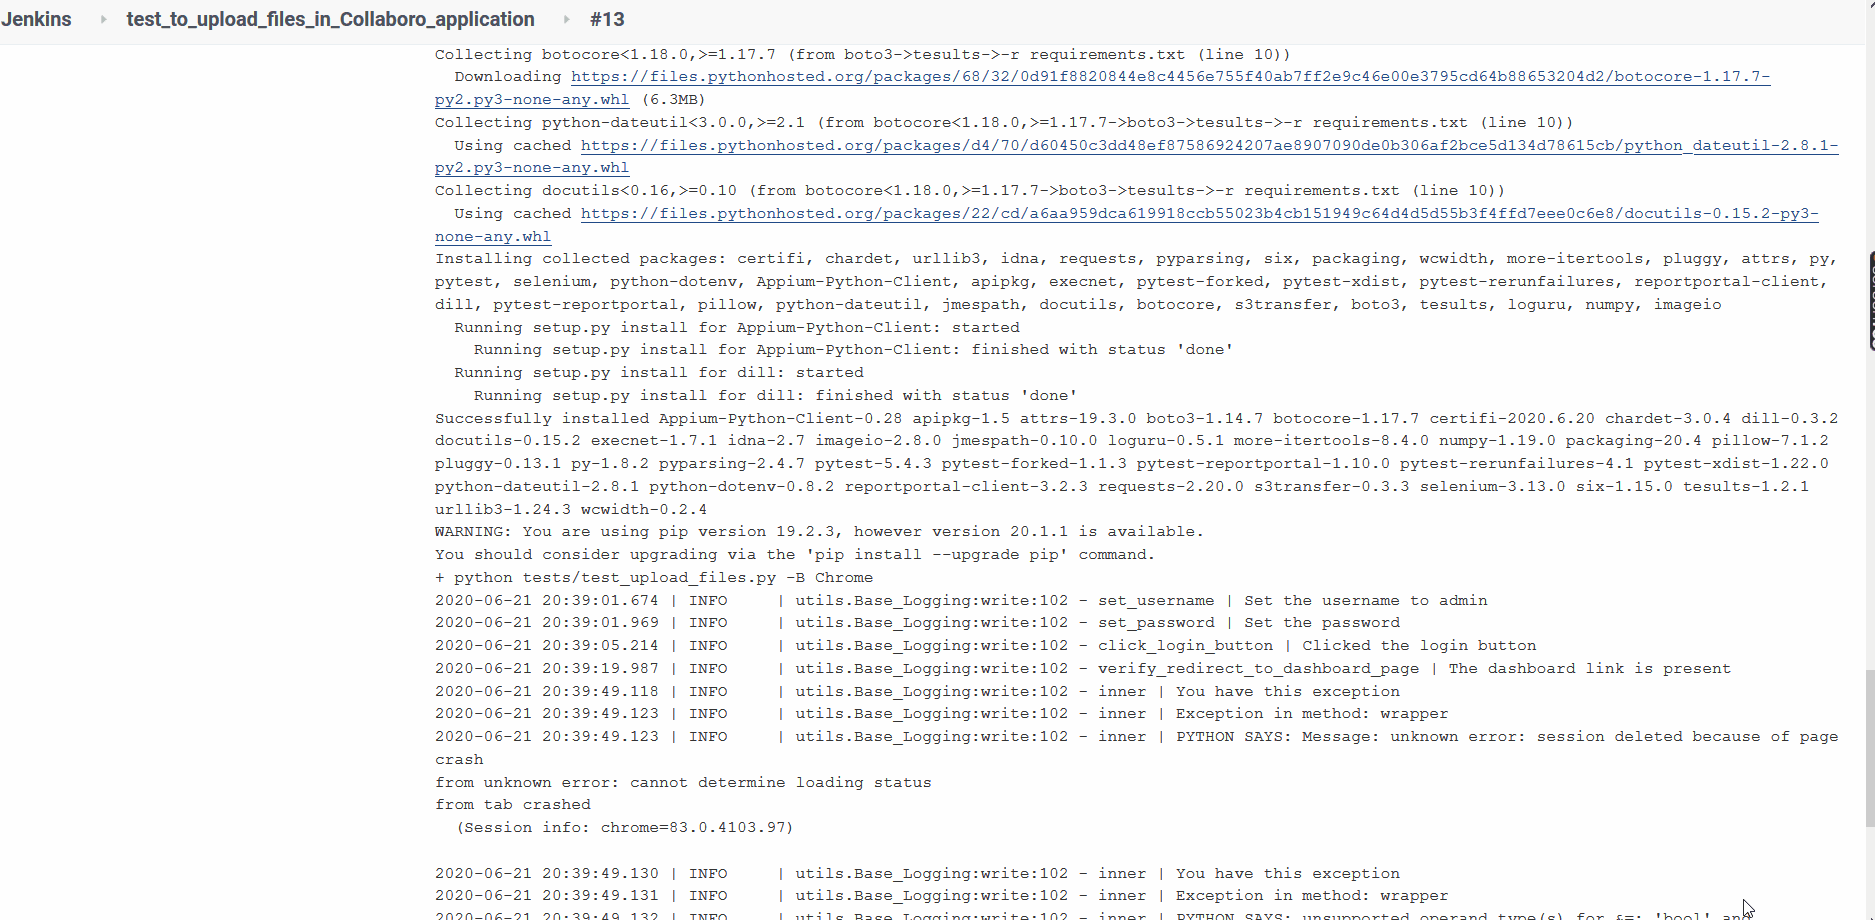 Jenkins ▸ test_to_upload_files_in_Collaboro_application ▸ #13
Collecting botocore<1.18.0,>=1.17.7 (from boto3->tesults->-r requirements.txt (line 10))
Downloading https://files.pythonhosted.org/packages/68/32/0d91f8820844e8c4456e755f40ab7ff2e9c46e00e3795cd64b88653204d2/botocore-1.17.7-
py2.py3-none-any.whl (6.3MB)
Collecting python-dateutil<3.0.0,>=2.1 (from botocore<1.18.0,>=1.17.7->boto3->tesults->-r requirements.txt (line 10))
Using cached https://files.pythonhosted.org/packages/d4/70/d60450c3dd48ef87586924207ae8907090de0b306af2bce5d134d78615cb/python_dateutil-2.8.1-
py2.py3-none-any.whl
Collecting docutils<0.16,>=0.10 (from botocore<1.18.0,>=1.17.7->boto3->tesults->-r requirements.txt (line 10))
Using cached https://files.pythonhosted.org/packages/22/cd/a6aa959dca619918ccb55023b4cb151949c64d4d5d55b3f4ffd7eee0c6e8/docutils-0.15.2-py3-
none-any.whl
Installing collected packages: certifi, chardet, urllib3, idna, requests, pyparsing, six, packaging, wcwidth, more-itertools, pluggy, attrs, py,
pytest, selenium, python-dotenv, Appium-Python-Client, apipkg, execnet, pytest-forked, pytest-xdist, pytest-rerunfailures, reportportal-client,
dill, pytest-reportportal, pillow, python-dateutil, jmespath, docutils, botocore, s3transfer, boto3, tesults, loguru, numpy, imageio
Running setup.py install for Appium-Python-Client: started
Running setup.py install for Appium-Python-Client: finished with status 'done'
Running setup.py install for dill: started
Running setup.py install for dill: finished with status 'done'
Successfully installed Appium-Python-Client-0.28 apipkg-1.5 attrs-19.3.0 boto3-1.14.7 botocore-1.17.7 certifi-2020.6.20 chardet-3.0.4 dill-0.3.2
docutils-0.15.2 execnet-1.7.1 idna-2.7 imageio-2.8.0 jmespath-0.10.0 loguru-0.5.1 more-itertools-8.4.0 numpy-1.19.0 packaging-20.4 pillow-7.1.2
pluggy-0.13.1 py-1.8.2 pyparsing-2.4.7 pytest-5.4.3 pytest-forked-1.1.3 pytest-reportportal-1.10.0 pytest-rerunfailures-4.1 pytest-xdist-1.22.0
python-dateutil-2.8.1 python-dotenv-0.8.2 reportportal-client-3.2.3 requests-2.20.0 s3transfer-0.3.3 selenium-3.13.0 six-1.15.0 tesults-1.2.1
urllib3-1.24.3 wcwidth-0.2.4
WARNING: You are using pip version 19.2.3, however version 20.1.1 is available.
You should consider upgrading via the 'pip install --upgrade pip' command.
+ python tests/test_upload_files.py -B Chrome
2020-06-21 20:39:01.674 | INFO     | utils.Base_Logging:write:102 - set_username | Set the username to admin
2020-06-21 20:39:01.969 | INFO     | utils.Base_Logging:write:102 - set_password | Set the password
2020-06-21 20:39:05.214 | INFO     | utils.Base_Logging:write:102 - click_login_button | Clicked the login button
2020-06-21 20:39:19.987 | INFO     | utils.Base_Logging:write:102 - verify_redirect_to_dashboard_page | The dashboard link is present
2020-06-21 20:39:49.118 | INFO     | utils.Base_Logging:write:102 - inner | You have this exception
2020-06-21 20:39:49.123 | INFO     | utils.Base_Logging:write:102 - inner | Exception in method: wrapper
2020-06-21 20:39:49.123 | INFO     | utils.Base_Logging:write:102 - inner | PYTHON SAYS: Message: unknown error: session deleted because of page
crash
from unknown error: cannot determine loading status
from tab crashed
(Session info: chrome=83.0.4103.97)
2020-06-21 20:39:49.130 | INFO     | utils.Base_Logging:write:102 - inner | You have this exception
2020-06-21 20:39:49.131 | INFO     | utils.Base_Logging:write:102 - inner | Exception in method: wrapper
2020-06-21 20:39:49.132 | INFO     | utils.Base_Logging:write:102 - inner | PYTHON SAYS: unsupported operand type(s) for &=: 'bool' and